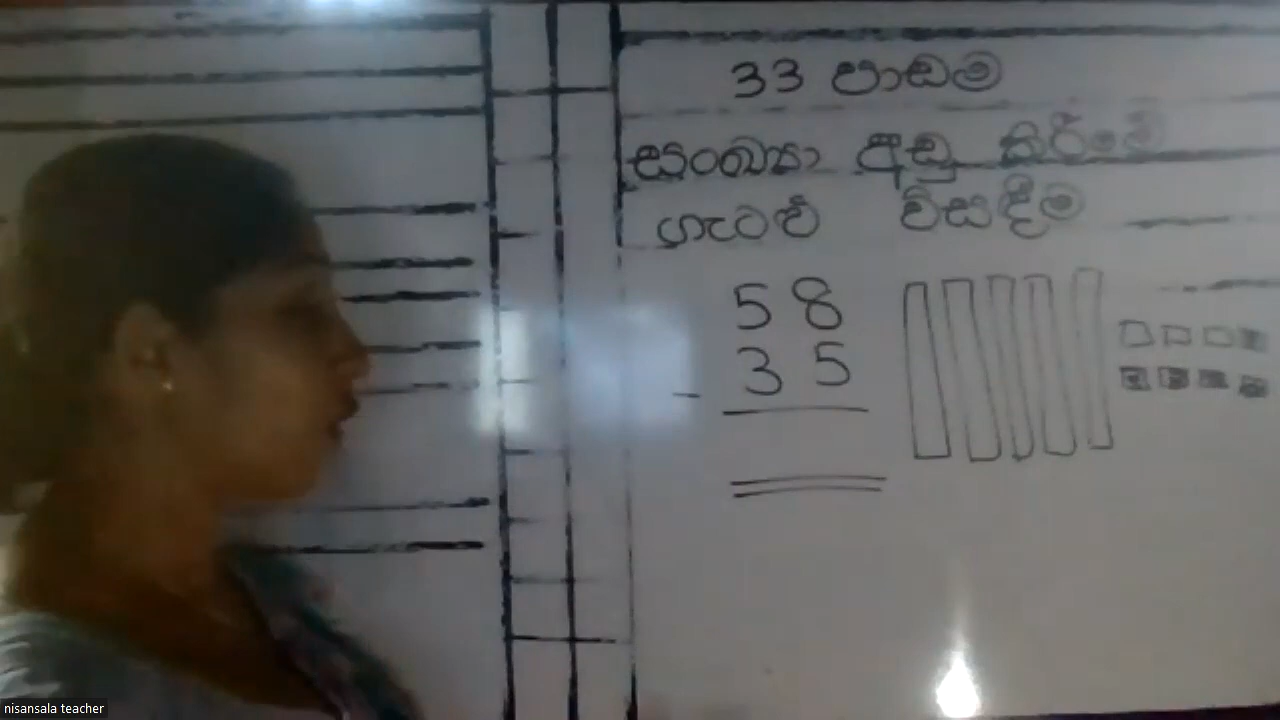 33 පාඩම
සංඛ්‍යා අඩු කිරීමේ
ගැටළු විසඳීම
58
- 35
nisansala teacher